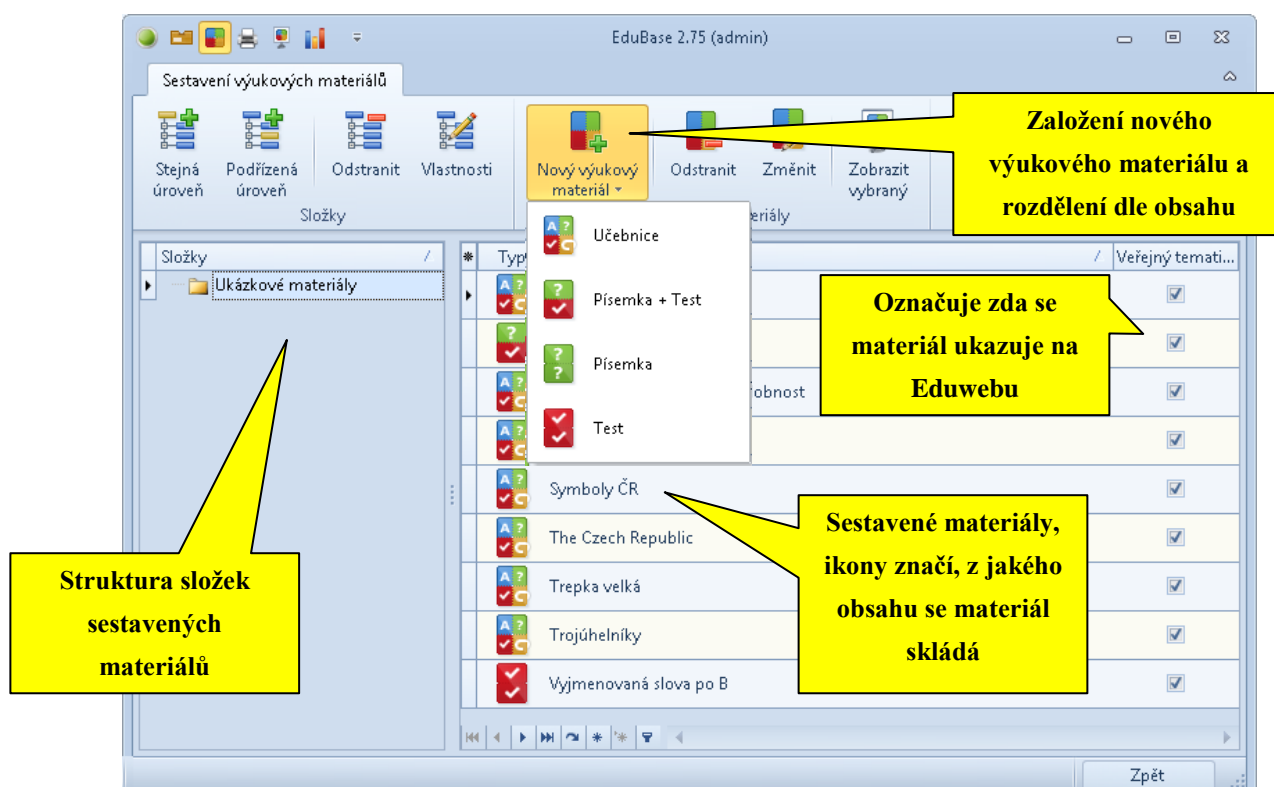 EduBase 2.75 (admin)
Sestavení výukových materiálů
Stejná úroveň
Podřízená úroveň
Odstranit
Vlastnosti
Složky
Nový výukový materiál
Odstranit
Změnit
Zobrazit vybraný
Založení nového
výukového materiálu a
rozdělení dle obsahu
Učebnice
Písemka + Test
Písemka
Test
Složky
Ukázkové materiály
Typ
Veřejný temati...
Označuje zda se
materiál ukazuje na
Eduwebu
Symboly ČR
The Czech Republic
Trepka velká
Trojúhelníky
Vyjmenovaná slova po B
Sestavené materiály,
ikony značí, z jakého
obsahu se materiál
skládá
Struktura složek
sestavených
materiálů
Zpět